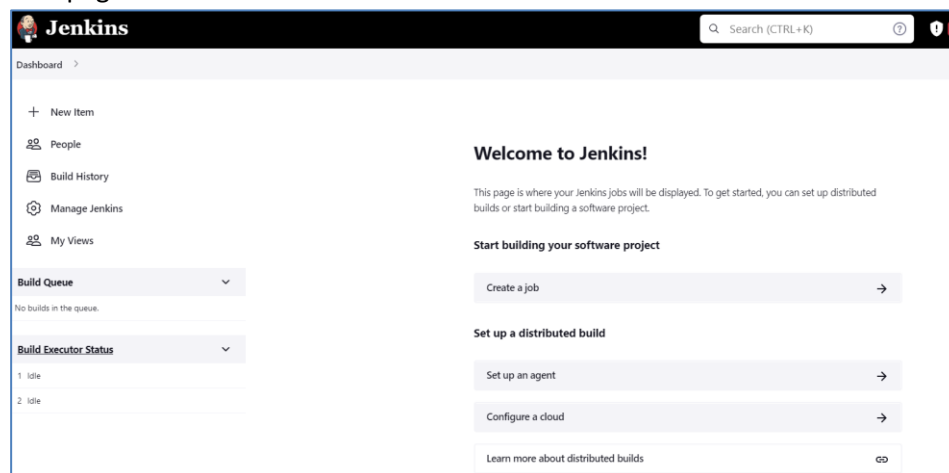 Jenkins
Search (CTRL+K)
Dashboard
New Item
People
Build History
Manage Jenkins
My Views
Build Queue
No builds in the queue.
Build Executor Status
1 Idle
2 Idle
Welcome to Jenkins!
This page is where your Jenkins jobs will be displayed. To get started, you can set up distributed
builds or start building a software project.
Start building your software project
Create a job
Set up a distributed build
Set up an agent
Configure a cloud
Learn more about distributed builds